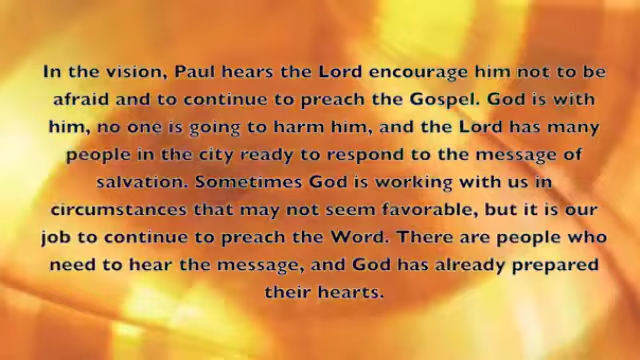 In the vision, Paul hears the Lord encourage him not to be
afraid and to continue to preach the Gospel. God is with
him, no one is going to harm him, and the Lord has many
people in the city ready to respond to the message of
salvation. Sometimes God is working with us in
circumstances that may not seem favorable, but it is our
job to continue to preach the Word. There are people who
need to hear the message, and God has already prepared
their hearts.